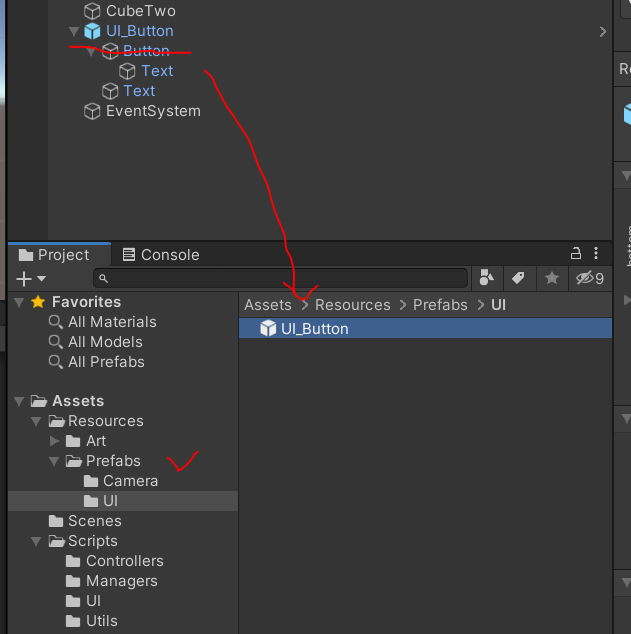 CubeTwo
UI_Button
Button
Text
Text
EventSystem
Project
Console
9
Favorites
All Materials
All Models
All Prefabs
Assets > Resources > Prefabs > UI
UI_Button
Assets
Resources
Art
Prefabs
Camera
UI
Scenes
Scripts
Controllers
Managers
UI
Utils